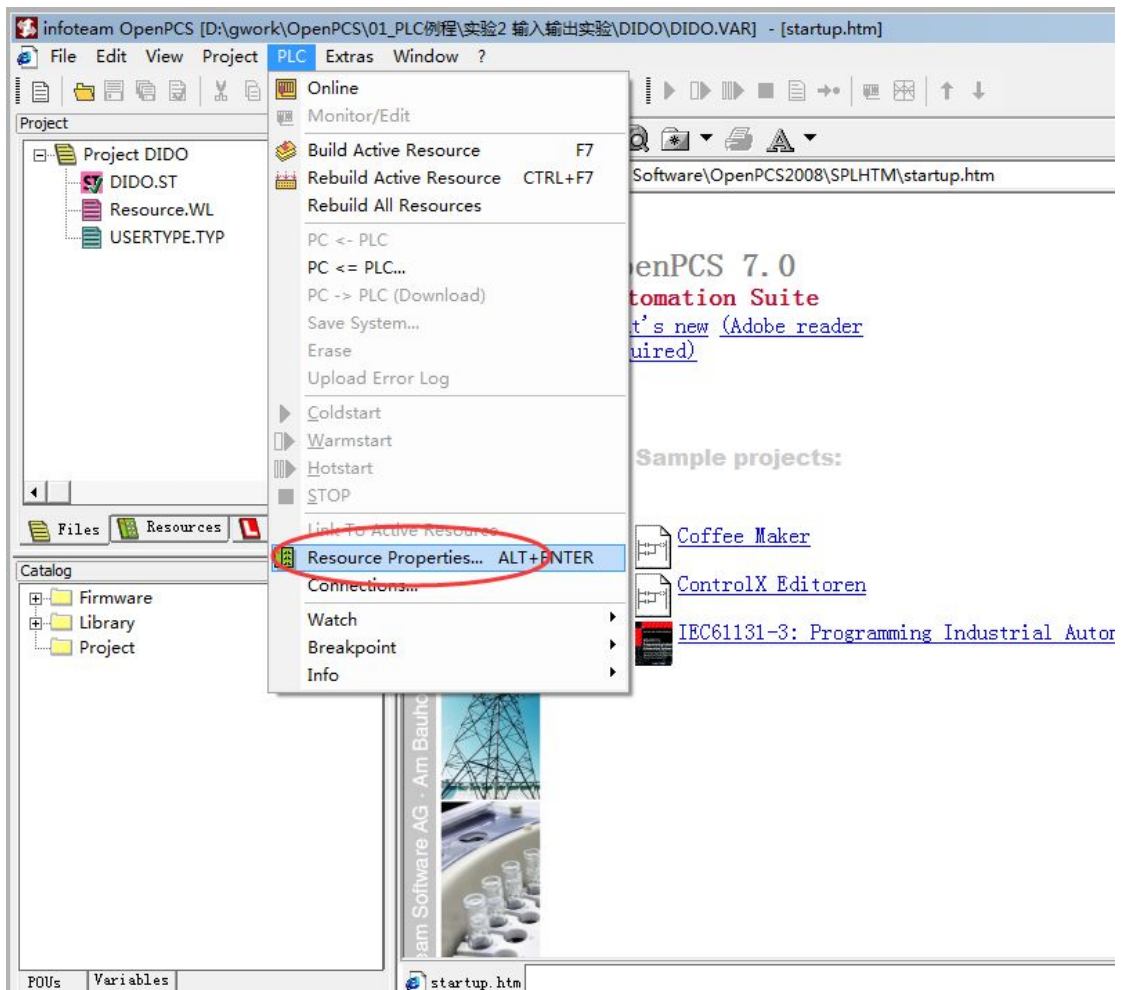 infoteam OpenPCS [D:\gwork\OpenPCS\01_PLC例程\实验2 输入输出实验\DIDO\DIDO.VAR] - [startup.htm]
File Edit View Project PLC Extras Window ?
Project
Project DIDO
DIDO.ST
Resource.WL
USERTYPE.TYP
Files Resources
Catalog
Firmware
Library
Project
POUs Variables
Online
Monitor/Edit
Build Active Resource F7
Rebuild Active Resource CTRL+F7
Rebuild All Resources
PC <- PLC
PC <= PLC...
PC -> PLC (Download)
Save System...
Erase
Upload Error Log
Coldstart
Warmstart
Hotstart
STOP
Link To Active Resource
Resource Properties... ALT+ENTER
Connections...
Watch
Breakpoint
Info
Software\OpenPCS2008\SPLHTM\startup.htm
enPCS 7.0
tomation Suite
t's new (Adobe reader
uired)
Sample projects:
Coffee Maker
ControlX Editoren
IEC61131-3: Programming Industrial Autor
am Software AG · Am Bauho
startup.htm